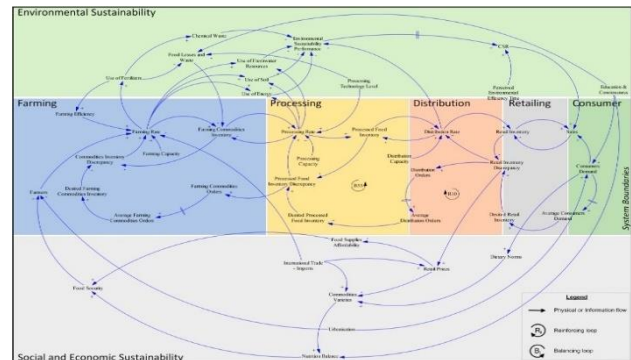 Environmental Sustainability
Chemical Waste
Food Losses and
Waste
Environmental
Sustainability
Performance
CSR
Use of Freshwater
Resources
Use of Fertilizers
Use of Soil
Use of Energy
Processing
Technology Level
Perceived
Environmental
Efficiency
Education &
Consciousness
Farming
Processing
Distribution
Retailing
Consumer
Farming Efficiency
Farming Rate
Farming Commodities
Inventory
Processing Rate
Processed Food
Inventory
Distribution Rate
Retail Inventory
Sales
Farming Capacity
Processing
Capacity
Distribution
Capacity
Commodities Inventory
Discrepancy
Retail Inventory
Discrepancy
Consumers
Demand
Distribution
Orders
Farmers
Desired Farming
Commodities Inventory
Farming Commodities
Orders
Processed Food
Inventory Discrepancy
Average Farming
Commodities Orders
Desired Processed
Food Inventory
Average
Distribution Orders
Desired Retail
Inventory
Average Consumers
Demand
System Boundaries
Food Supplies
Affordability
International Trade
- Imports
Retail Prices
Dietary Norms
Food Security
Commodities
Varieties
Urbanization
Nutrition Balance
Legend
Physical or information flow
Reinforcing loop
Balancing loop
Social and Economic Sustainability